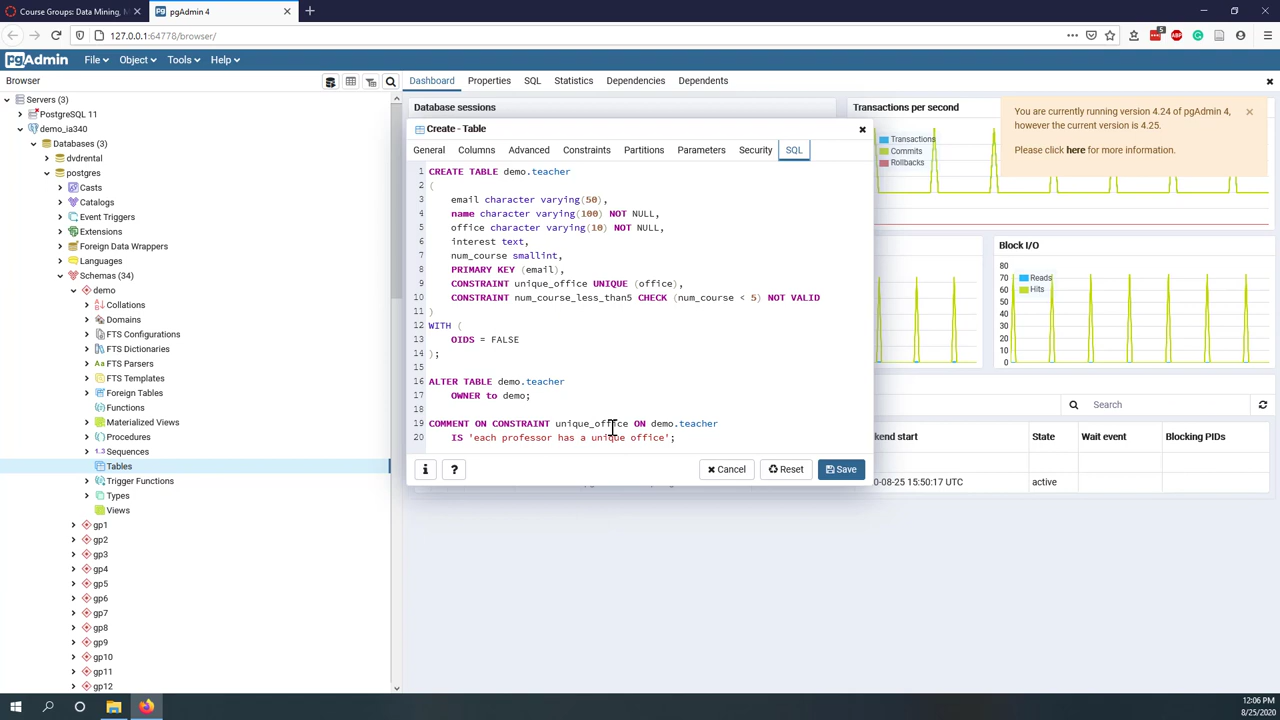 Course Groups: Data Mining, M
pgAdmin 4
127.0.0.1:64778/browser/
pgAdmin
File
Object
Tools
Help
Browser
Dashboard
Properties
SQL
Statistics
Dependencies
Dependents
Servers (3)
PostgreSQL 11
demo_ia340
Databases (3)
dvdrental
postgres
Casts
Catalogs
Event Triggers
Extensions
Foreign Data Wrappers
Languages
Schemas (34)
demo
Collations
Domains
FTS Configurations
FTS Dictionaries
FTS Parsers
FTS Templates
Foreign Tables
Functions
Materialized Views
Procedures
Sequences
Tables
Trigger Functions
Types
Views
gp1
gp2
gp3
gp4
gp5
gp6
gp7
gp8
gp9
gp10
gp11
gp12
Database sessions
Transactions per second
Transactions
Commits
Rollbacks
You are currently running version 4.24 of pgAdmin 4,
however the current version is 4.25.
Please click here for more information.
Create - Table
General
Columns
Advanced
Constraints
Partitions
Parameters
Security
SQL
1 CREATE TABLE demo.teacher
2 (
3 email character varying(50),
4 name character varying(100) NOT NULL,
5 office character varying(10) NOT NULL,
6 interest text,
7 num_course smallint,
8 PRIMARY KEY (email),
9 CONSTRAINT unique_office UNIQUE (office),
10 CONSTRAINT num_course_less_than5 CHECK (num_course < 5) NOT VALID
11 )
12 WITH (
13 OIDS = FALSE
14 );
15
16 ALTER TABLE demo.teacher
17 OWNER to demo;
18
19 COMMENT ON CONSTRAINT unique_office ON demo.teacher
20 IS 'each professor has a unique office';
Cancel
Reset
Save
Block I/O
80
70
60
50
40
30
20
10
0
Reads
Hits
Search
kend start
State
Wait event
Blocking PIDs
0-08-25 15:50:17 UTC
active
12:06 PM
8/25/2020